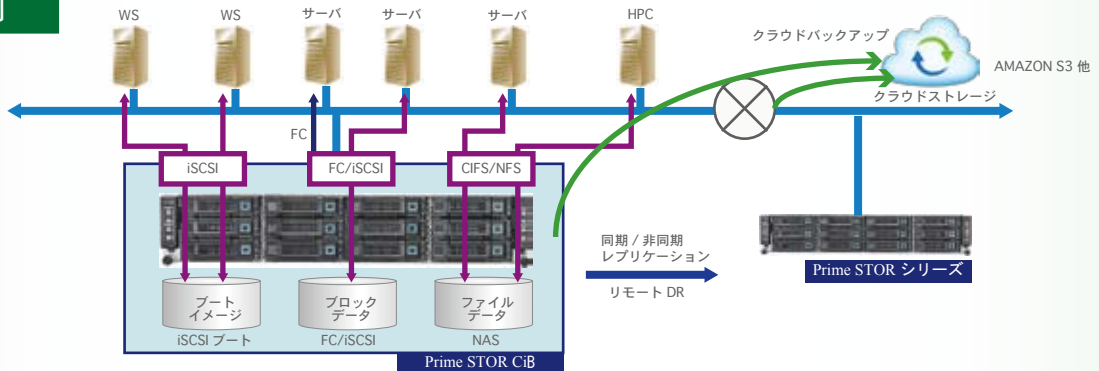 WS
WS
サーバ
サーバ
サーバ
HPC
クラウドバックアップ
AMAZON S3 他
クラウドストレージ
FC
iSCSI
FC/iSCSI
CIFS/NFS
同期 / 非同期
レプリケーション
リモート DR
Prime STOR シリーズ
ブート
イメージ
ブロック
データ
ファイル
データ
iSCSI ブート
FC/iSCSI
NAS
Prime STOR CiB